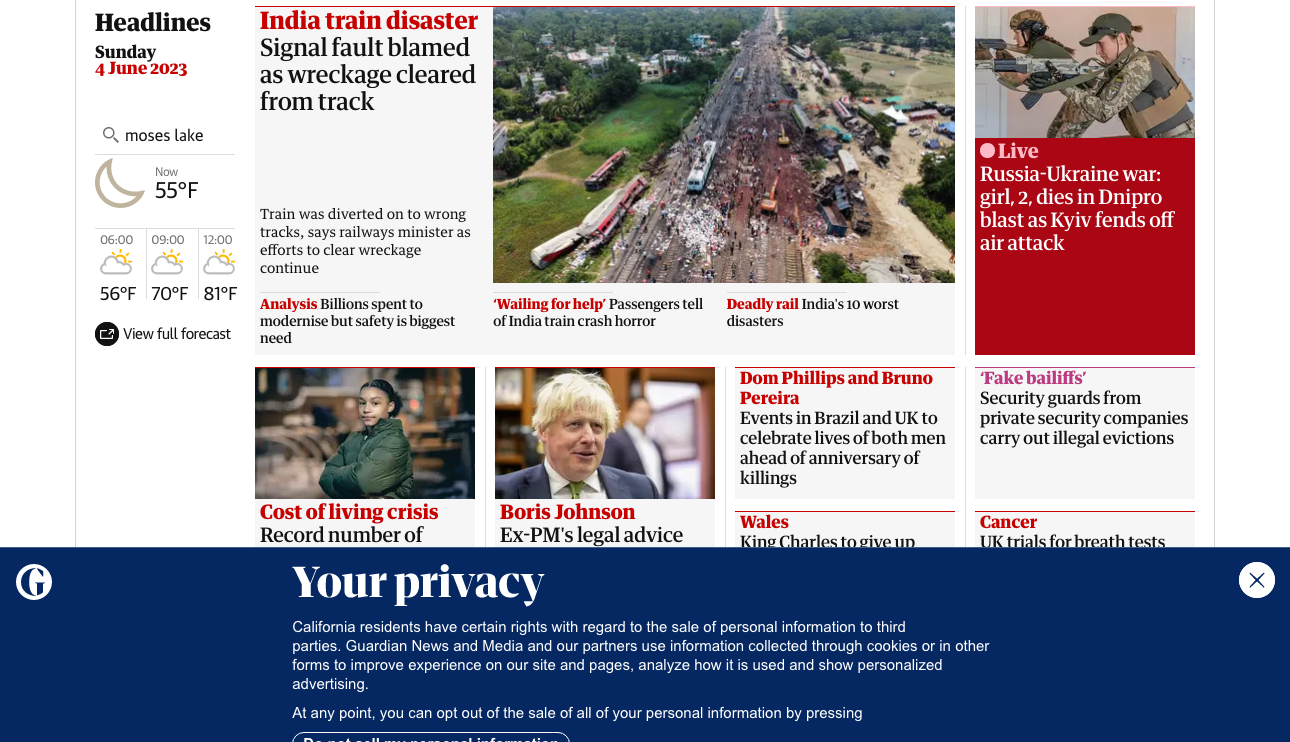 Headlines
Sunday
4 June 2023
moses lake
Now
55°F
06:00
09:00
12:00
56°F
70°F
81°F
View full forecast
India train disaster
Signal fault blamed
as wreckage cleared
from track
Train was diverted on to wrong
tracks, says railways minister as
efforts to clear wreckage
continue
Analysis Billions spent to
modernise but safety is biggest
need
‘Wailing for help’ Passengers tell
of India train crash horror
Deadly rail India's 10 worst
disasters
Live
Russia-Ukraine war:
girl, 2, dies in Dnipro
blast as Kyiv fends off
air attack
Cost of living crisis
Record number of
Boris Johnson
Ex-PM's legal advice
Dom Phillips and Bruno
Pereira
Events in Brazil and UK to
celebrate lives of both men
ahead of anniversary of
killings
‘Fake bailiffs’
Security guards from
private security companies
carry out illegal evictions
Wales
King Charles to give up
Cancer
UK trials for breath tests
G
Your privacy
California residents have certain rights with regard to the sale of personal information to third
parties. Guardian News and Media and our partners use information collected through cookies or in other
forms to improve experience on our site and pages, analyze how it is used and show personalized
advertising.
At any point, you can opt out of the sale of all of your personal information by pressing
Do not sell my personal information